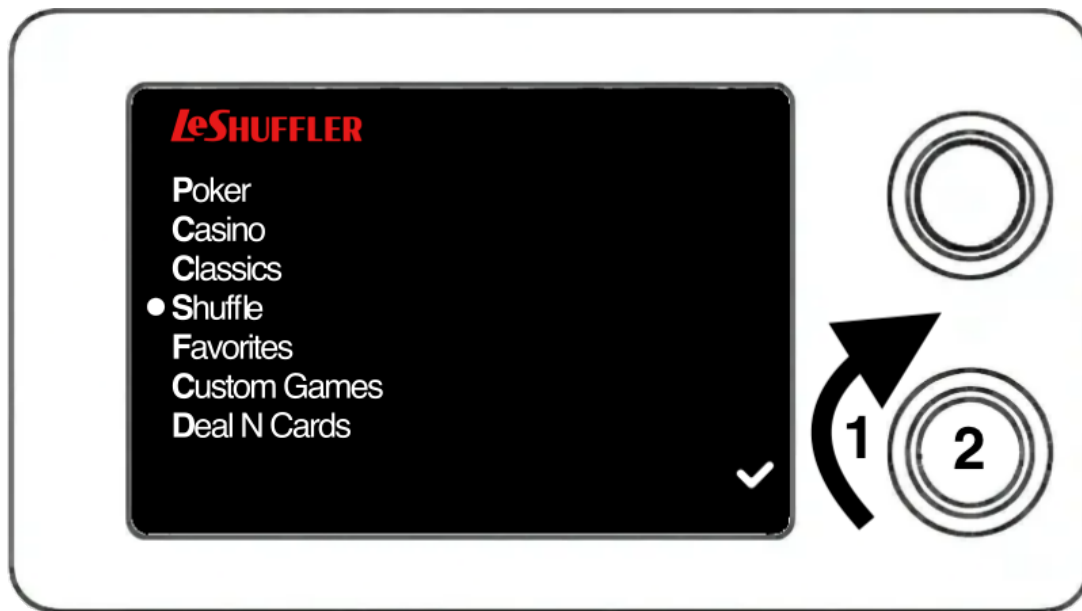 LeSHUFFLER
Poker
Casino
Classics
Shuffle
Favorites
Custom Games
Deal N Cards
1
2